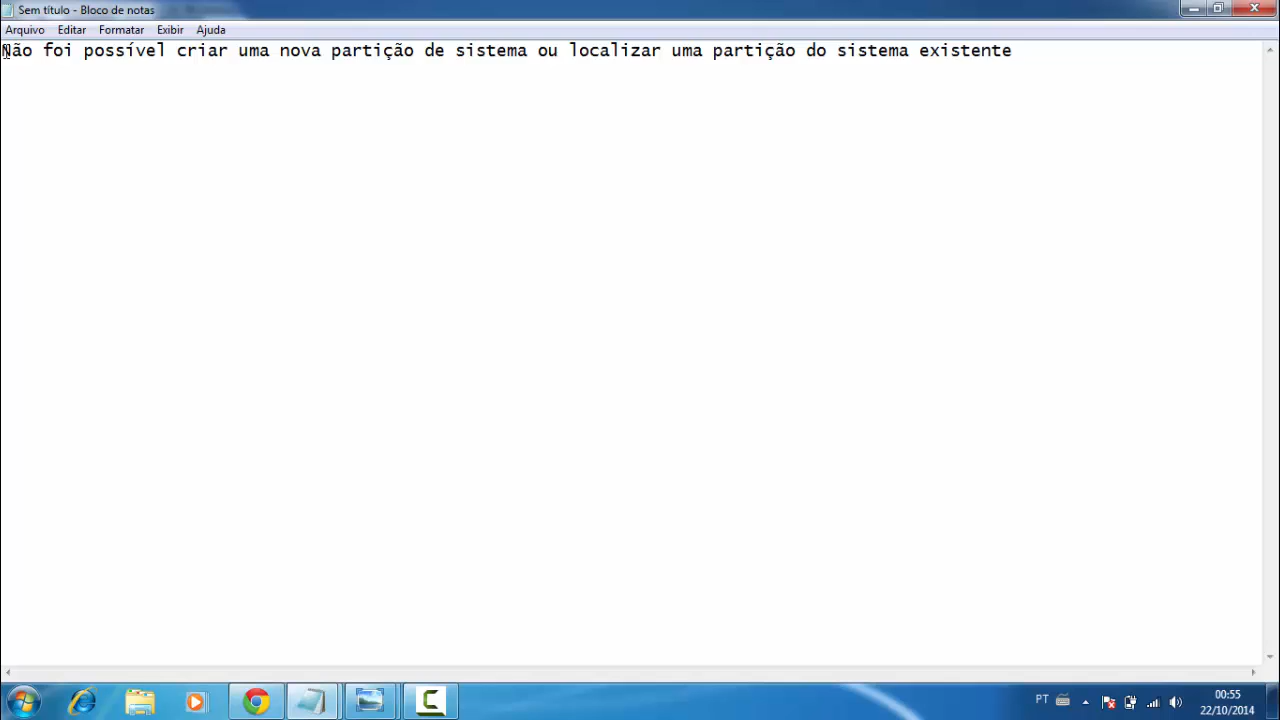 Sem título - Bloco de notas
Arquivo Editar Formatar Exibir Ajuda
Não foi possível criar uma nova partição de sistema ou localizar uma partição do sistema existente
PT
00:55
22/10/2014